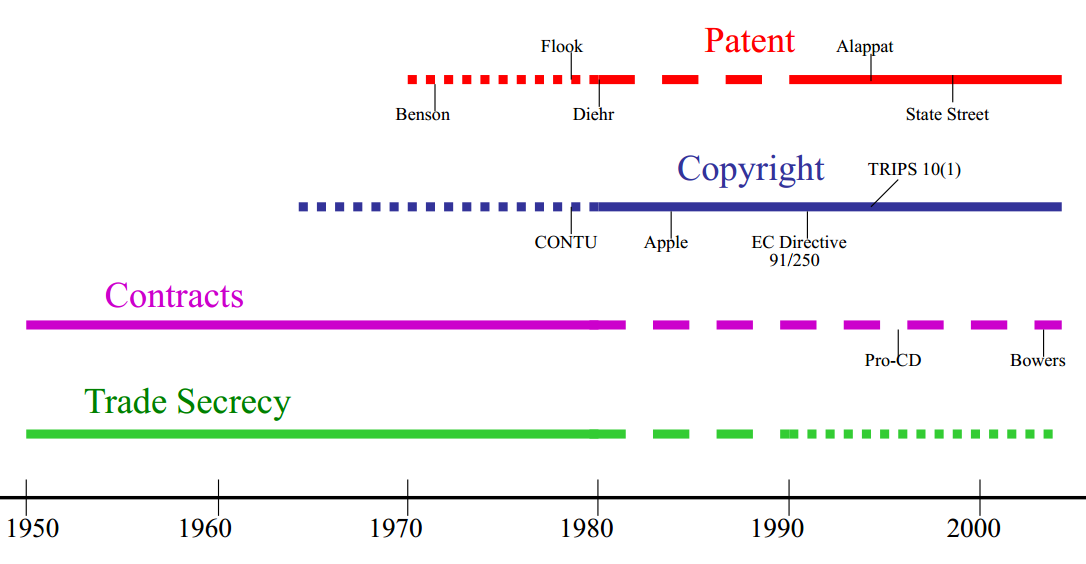 Patent
Flook
Alappat
Benson
Diehr
State Street
Copyright
TRIPS 10(1)
CONTU
Apple
EC Directive
91/250
Contracts
Pro-CD
Bowers
Trade Secrecy
1950
1960
1970
1980
1990
2000